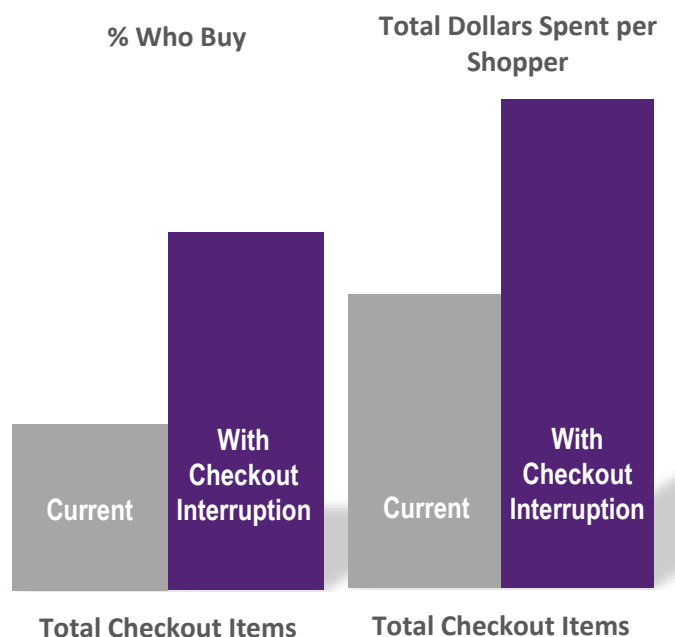 % Who Buy
Total Dollars Spent per
Shopper
Current
With
Checkout
Interruption
Current
With
Checkout
Interruption
Total Checkout Items
Total Checkout Items